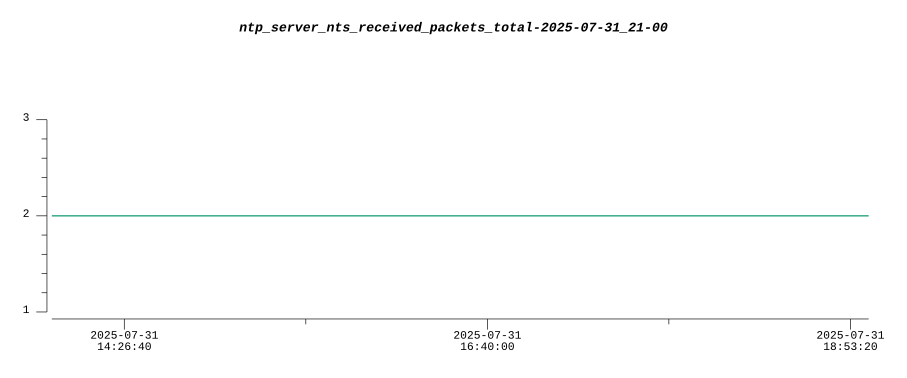 ntp_server_nts_received_packets_total-2025-07-31_21-00
3
2
1
2025-07-31 2025-07-31 2025-07-31
14:26:40 16:40:00 18:53:20